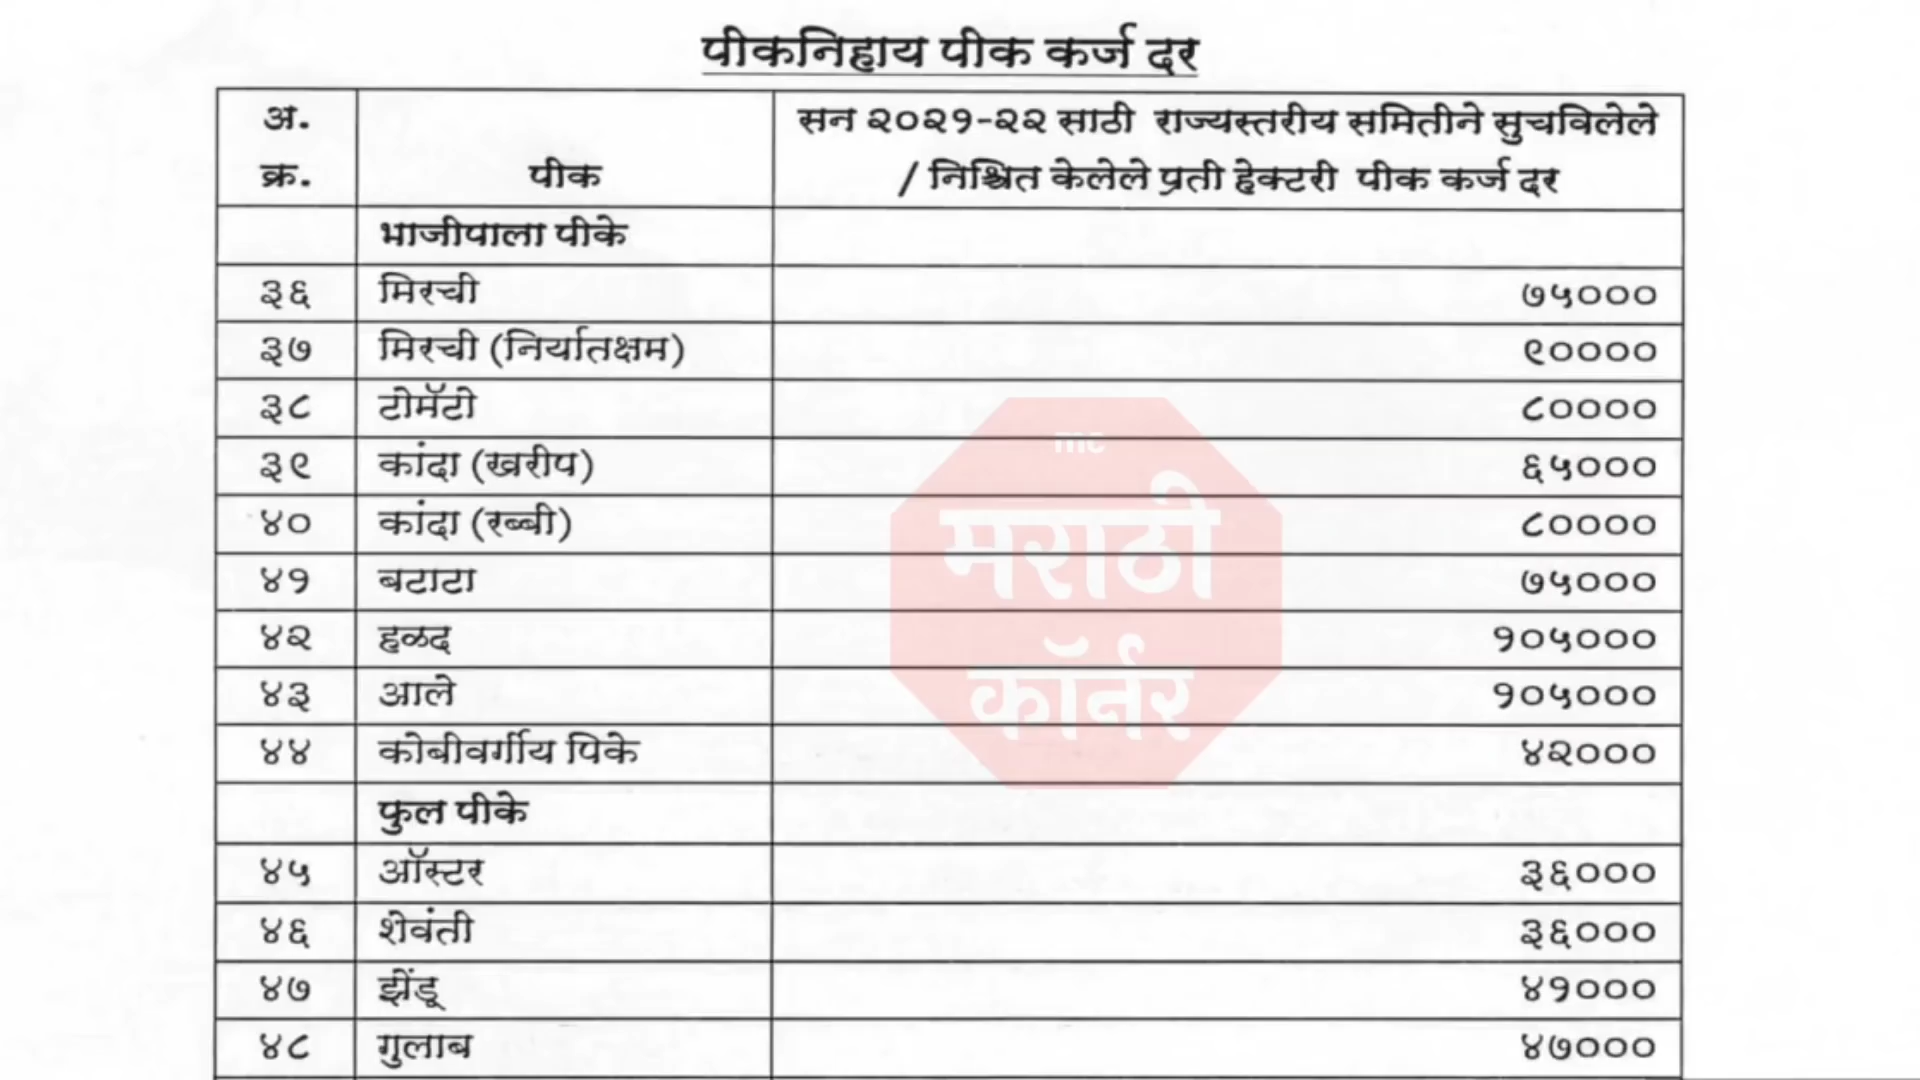 पीकनिहाय पीक कर्ज दर
अ. क्र. पीक सन २०२१-२२ साठी राज्यस्तरीय समितीने सुचविलेले / निश्चित केलेले प्रती हेक्टरी पीक कर्ज दर
भाजीपाला पीके
३६ मिरची ७५०००
३७ मिरची (निर्यातक्षम) ९००००
३८ टोमॅटो ८००००
३९ कांदा (खरीप) ६५०००
४० कांदा (रब्बी) ८००००
४१ बटाटा ७५०००
४२ हळद १०५०००
४३ आले १०५०००
४४ कोबीवर्गीय पिके ४२०००
फुल पीके
४५ ऑस्टर ३६०००
४६ शेवंती ३६०००
४७ झेंडू ४१०००
४८ गुलाब ४७०००
mc
मराठी
कॉर्नर